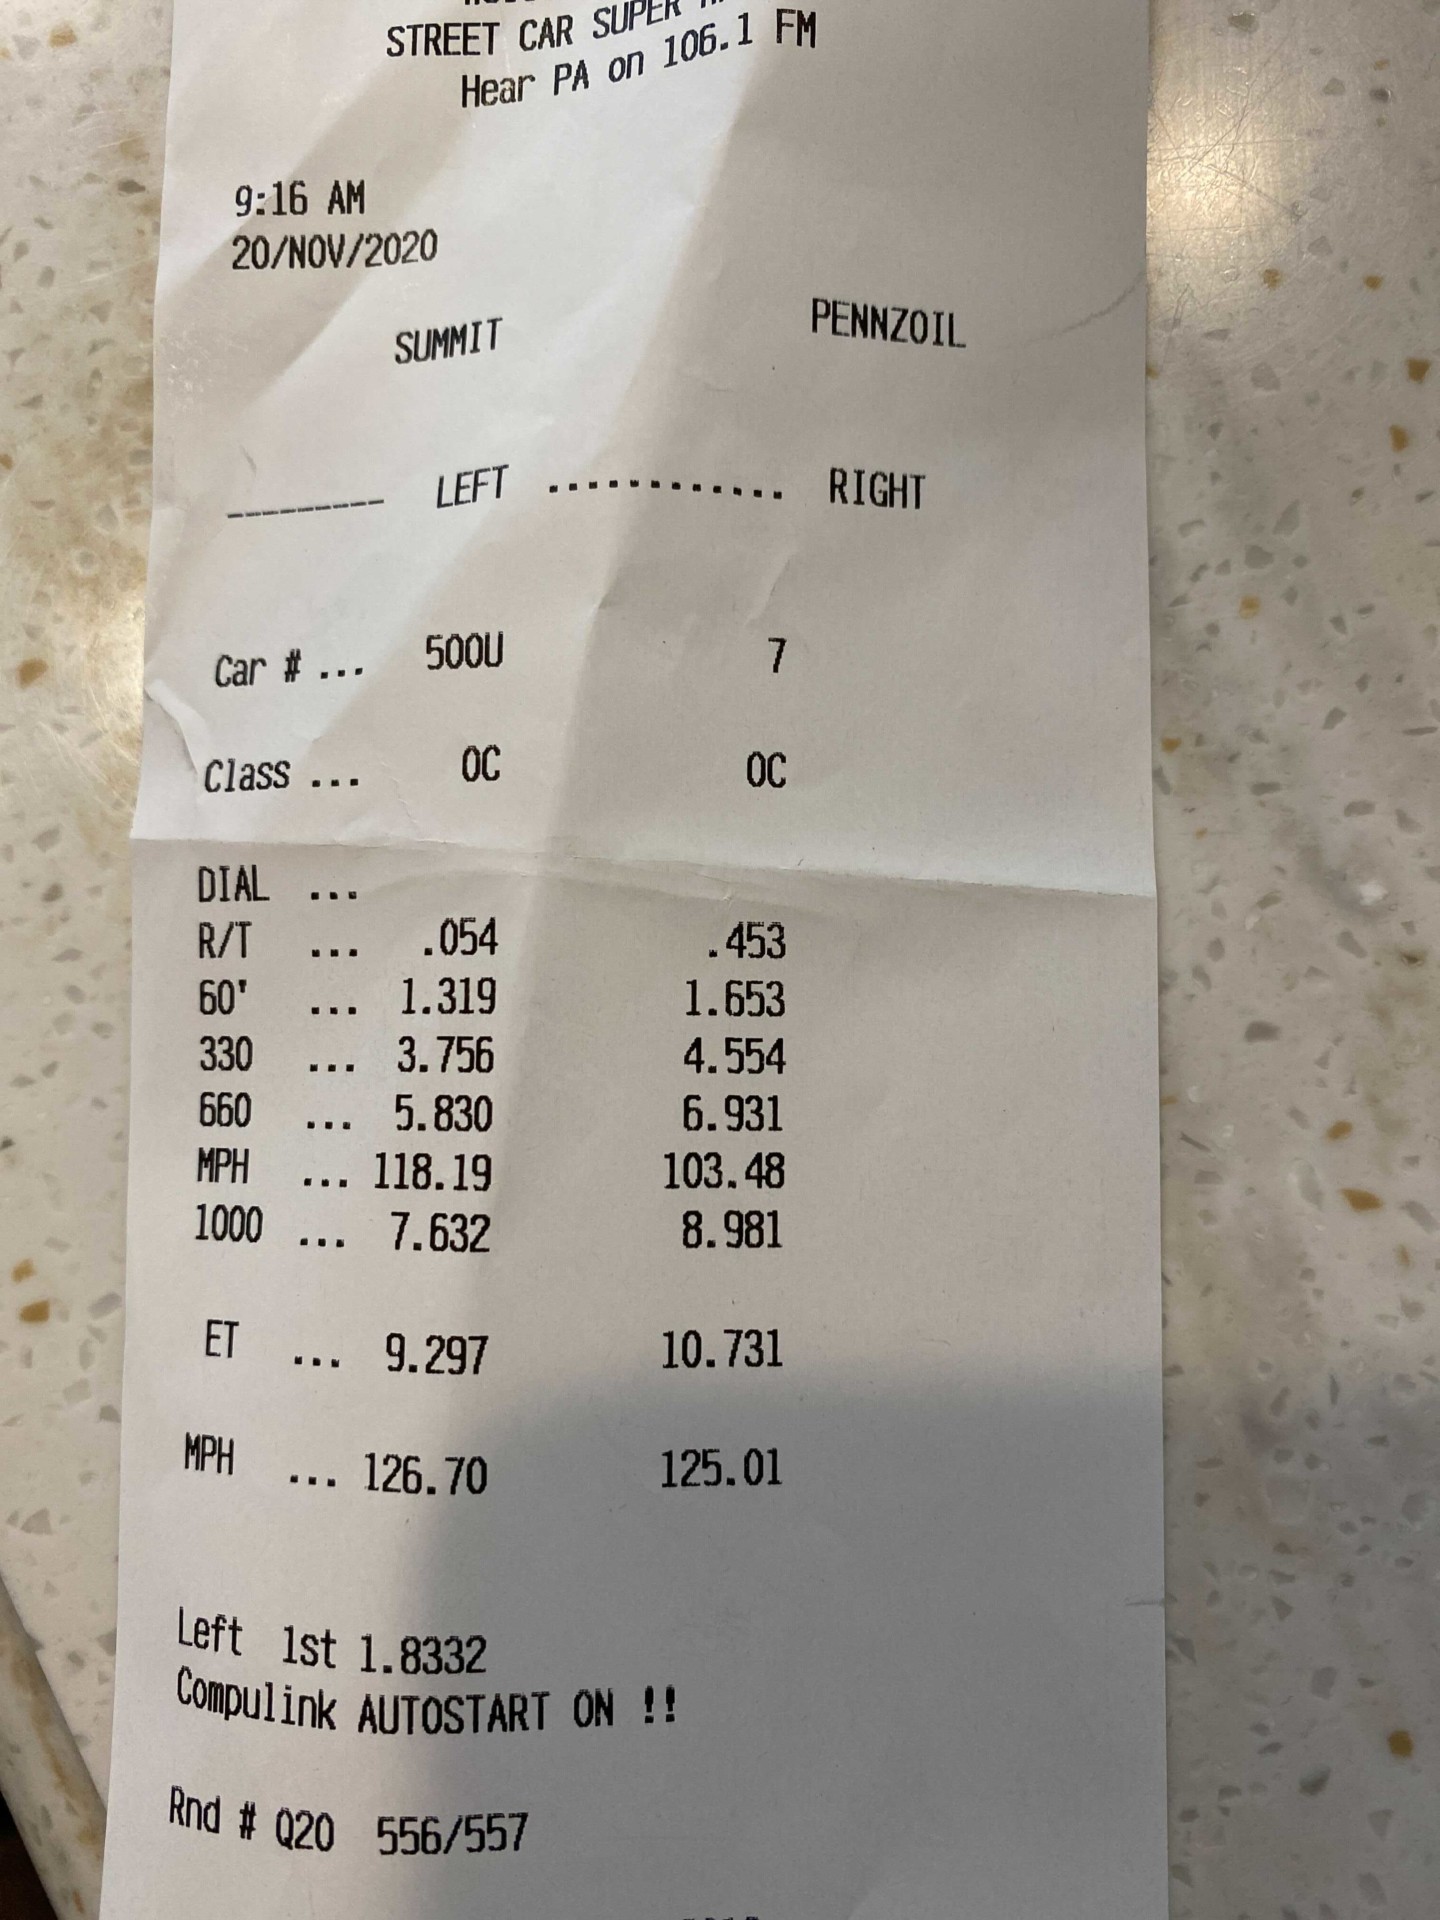 STREET CAR SUPER
Hear PA on 106.1 FM
9:16 AM
20/NOV/2020
SUMMIT PENNZOIL
_________ LEFT ............ RIGHT
Car # ... 500U 7
Class ... OC OC
DIAL ...
R/T ... .054 .453
60' ... 1.319 1.653
330 ... 3.756 4.554
660 ... 5.830 6.931
MPH ... 118.19 103.48
1000 ... 7.632 8.981
ET ... 9.297 10.731
MPH ... 126.70 125.01
Left 1st 1.8332
Compulink AUTOSTART ON !!
Rnd # Q20 556/557